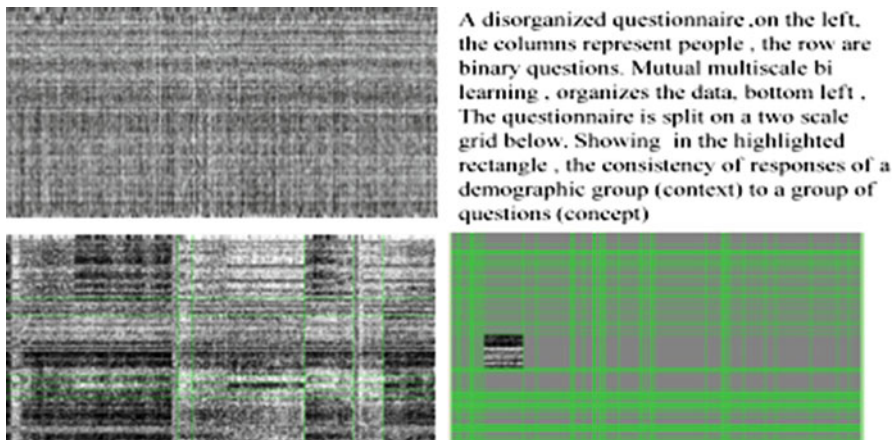 A disorganized questionnaire ,on the left,
the columns represent people , the row are
binary questions. Mutual multiscale bi
learning , organizes the data, bottom left ,
The questionnaire is split on a two scale
grid below. Showing in the highlighted
rectangle , the consistency of responses of a
demographic group (context) to a group of
questions (concept)